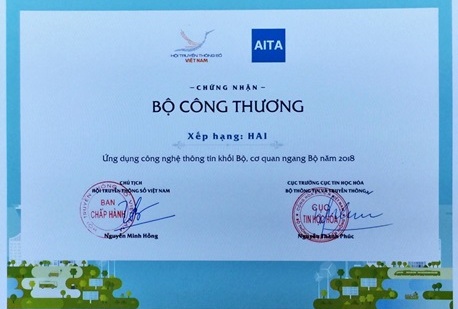 HỘI TRUYỀN THÔNG SỐ
VIỆT NAM
AITA
CHỨNG NHẬN
BỘ CÔNG THƯƠNG
Xếp hạng: HAI
Ứng dụng công nghệ thông tin khối Bộ, cơ quan ngang Bộ năm 2018
CHỦ TỊCH
HỘI TRUYỀN THÔNG SỐ VIỆT NAM
BAN
CHẤP HÀNH
Nguyễn Minh Hồng
CỤC TRƯỞNG CỤC TIN HỌC HÓA
BỘ THÔNG TIN VÀ TRUYỀN THÔNG
CỤC
TIN HỌC HÓA
Nguyễn Thanh Phúc